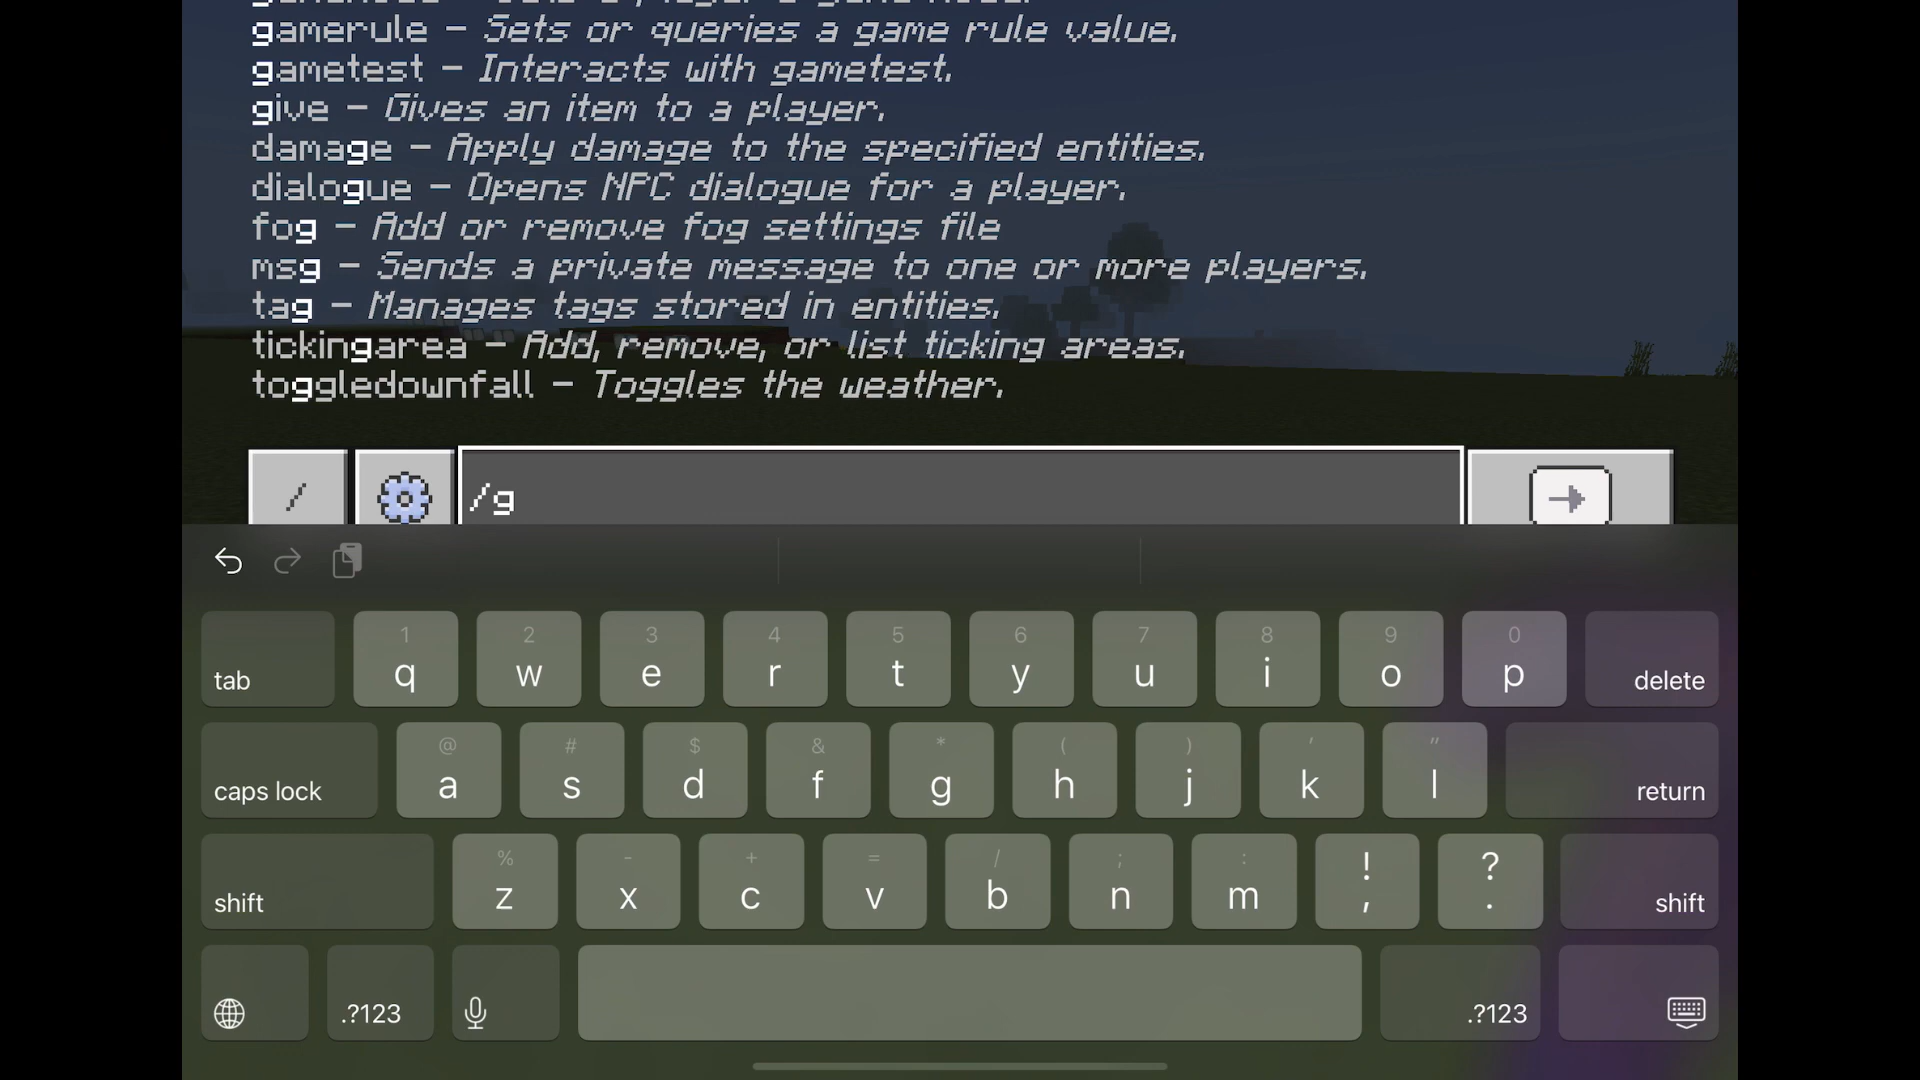 gamerule – Sets or queries a game rule value.
gametest – Interacts with gametest.
give – Gives an item to a player.
damage – Apply damage to the specified entities.
dialogue – Opens NPC dialogue for a player.
fog – Add or remove fog settings file
msg – Sends a private message to one or more players.
tag – Manages tags stored in entities.
tickingarea – Add, remove, or list ticking areas.
toggledownfall – Toggles the weather.
/ /g
1 2 3 4 5 6 7 8 9 0
tab q w e r t y u i o p delete
@ # $ & * ( ) ' "
caps lock a s d f g h j k l return
% - + = / ; : ! ?
shift z x c v b n m , . shift
.?123 .?123